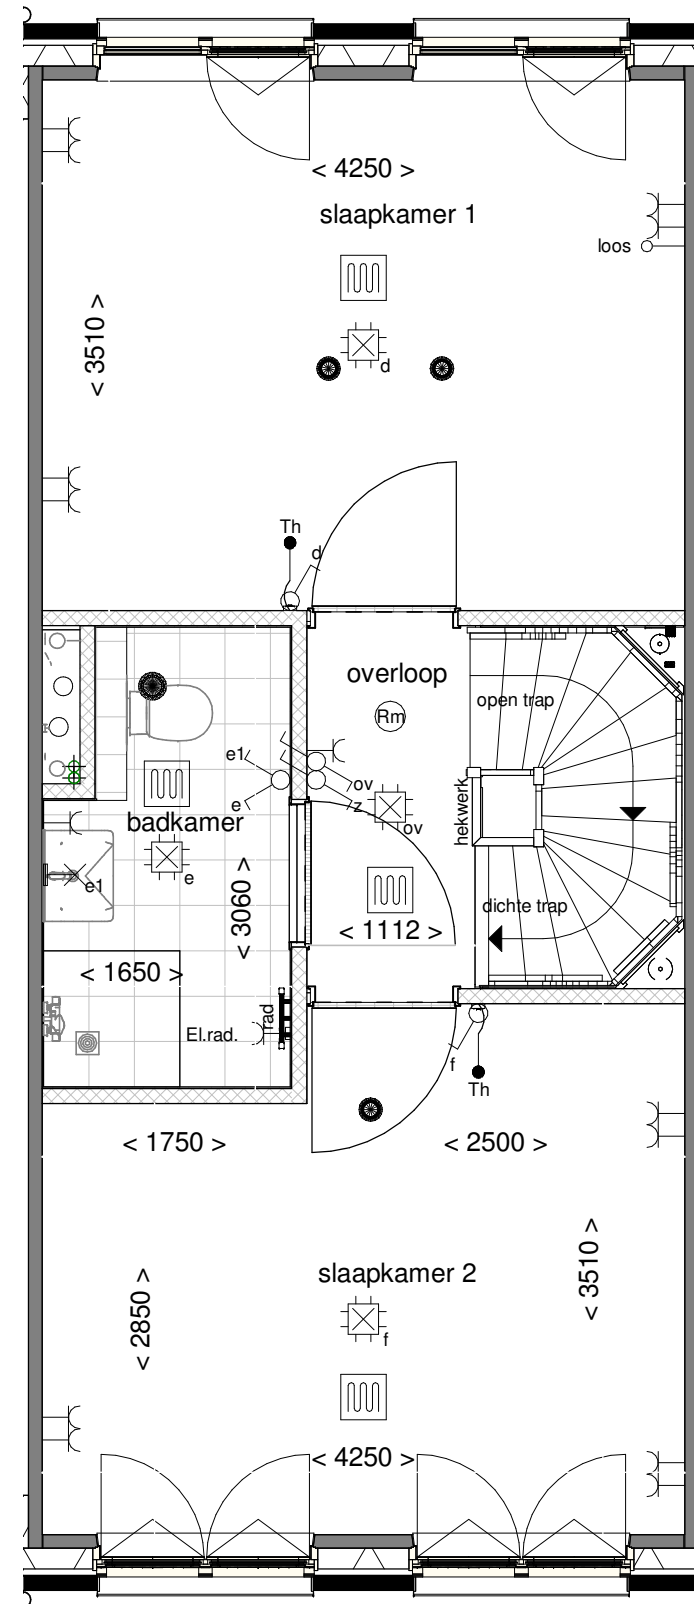 < 4250 >
slaapkamer 1
loos
< 3510 >
d
Th
d
overloop
open trap
Rm
e1
ov
e
z
hekwerk
badkamer
ov
e
e1
< 3060 >
dichte trap
< 1112 >
< 1650 >
rad
El.rad.
f
Th
< 1750 >
< 2500 >
< 3510 >
slaapkamer 2
< 2850 >
f
< 4250 >